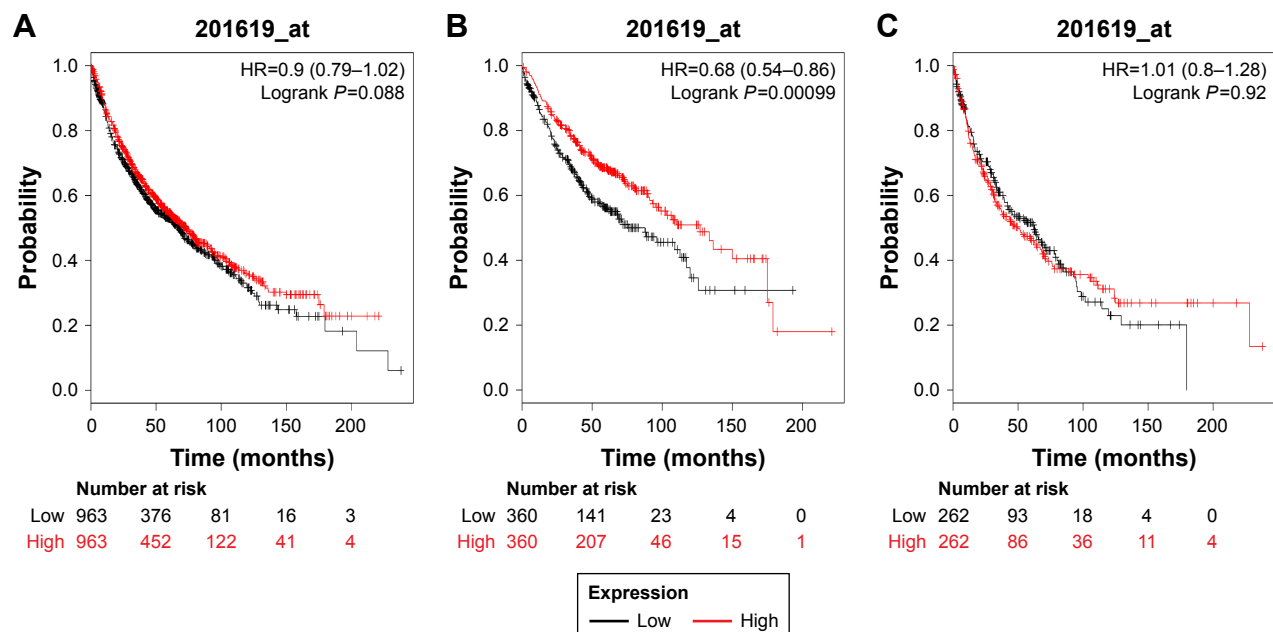 A
201619_at
HR=0.9 (0.79–1.02)
Logrank P=0.088
Probability
1.0
0.8
0.6
0.4
0.2
0.0
0 50 100 150 200
Time (months)
Number at risk
Low 963 376 81 16 3
High 963 452 122 41 4
B
201619_at
HR=0.68 (0.54–0.86)
Logrank P=0.00099
Probability
1.0
0.8
0.6
0.4
0.2
0.0
0 50 100 150 200
Time (months)
Number at risk
Low 360 141 23 4 0
High 360 207 46 15 1
C
201619_at
HR=1.01 (0.8–1.28)
Logrank P=0.92
Probability
1.0
0.8
0.6
0.4
0.2
0.0
0 50 100 150 200
Time (months)
Number at risk
Low 262 93 18 4 0
High 262 86 36 11 4
Expression
Low High